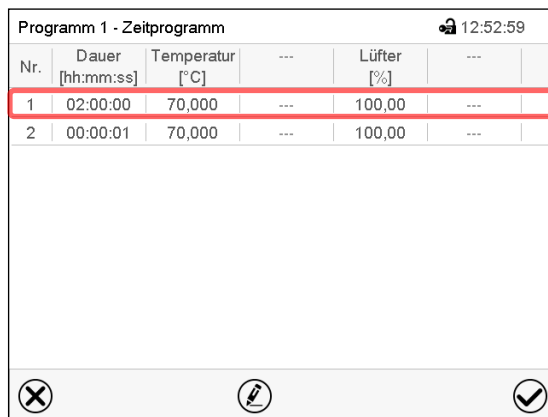 Programm 1 - Zeitprogramm 12:52:59
Nr. Dauer [hh:mm:ss] Temperatur [°C] --- Lüfter [%] ---
1 02:00:00 70,000 --- 100,00 ---
2 00:00:01 70,000 --- 100,00 ---